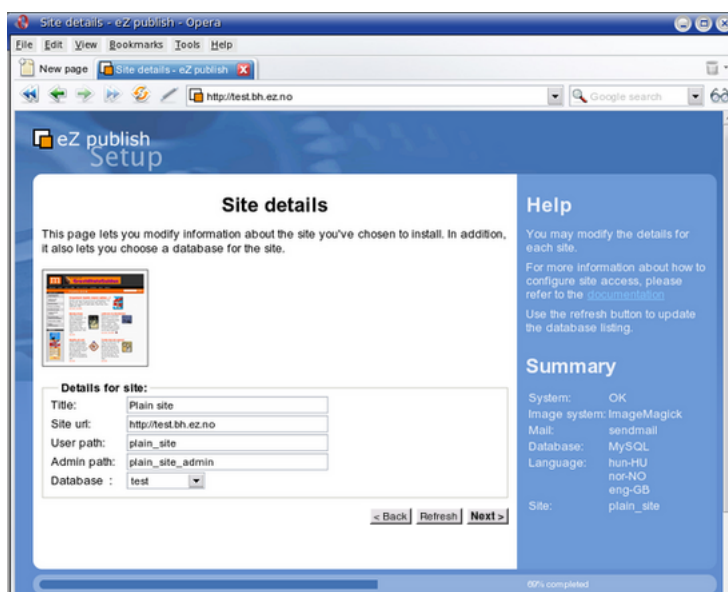 Site details - eZ publish - Opera
File Edit View Bookmarks Tools Help
New page Site details - eZ publish
http://test.bh.ez.no Google search
eZ publish
Setup
Site details
This page lets you modify information about the site you've chosen to install. In addition,
it also lets you choose a database for the site.
Details for site:
Title: Plain site
Site url: http://test.bh.ez.no
User path: plain_site
Admin path: plain_site_admin
Database : test
< Back Refresh Next >
Help
You may modify the details for
each site.
For more information about how to
configure site access, please
refer to the documentation
Use the refresh button to update
the database listing.
Summary
System: OK
Image system: ImageMagick
Mail: sendmail
Database: MySQL
Language: hun-HU
nor-NO
eng-GB
Site: plain_site
69% completed